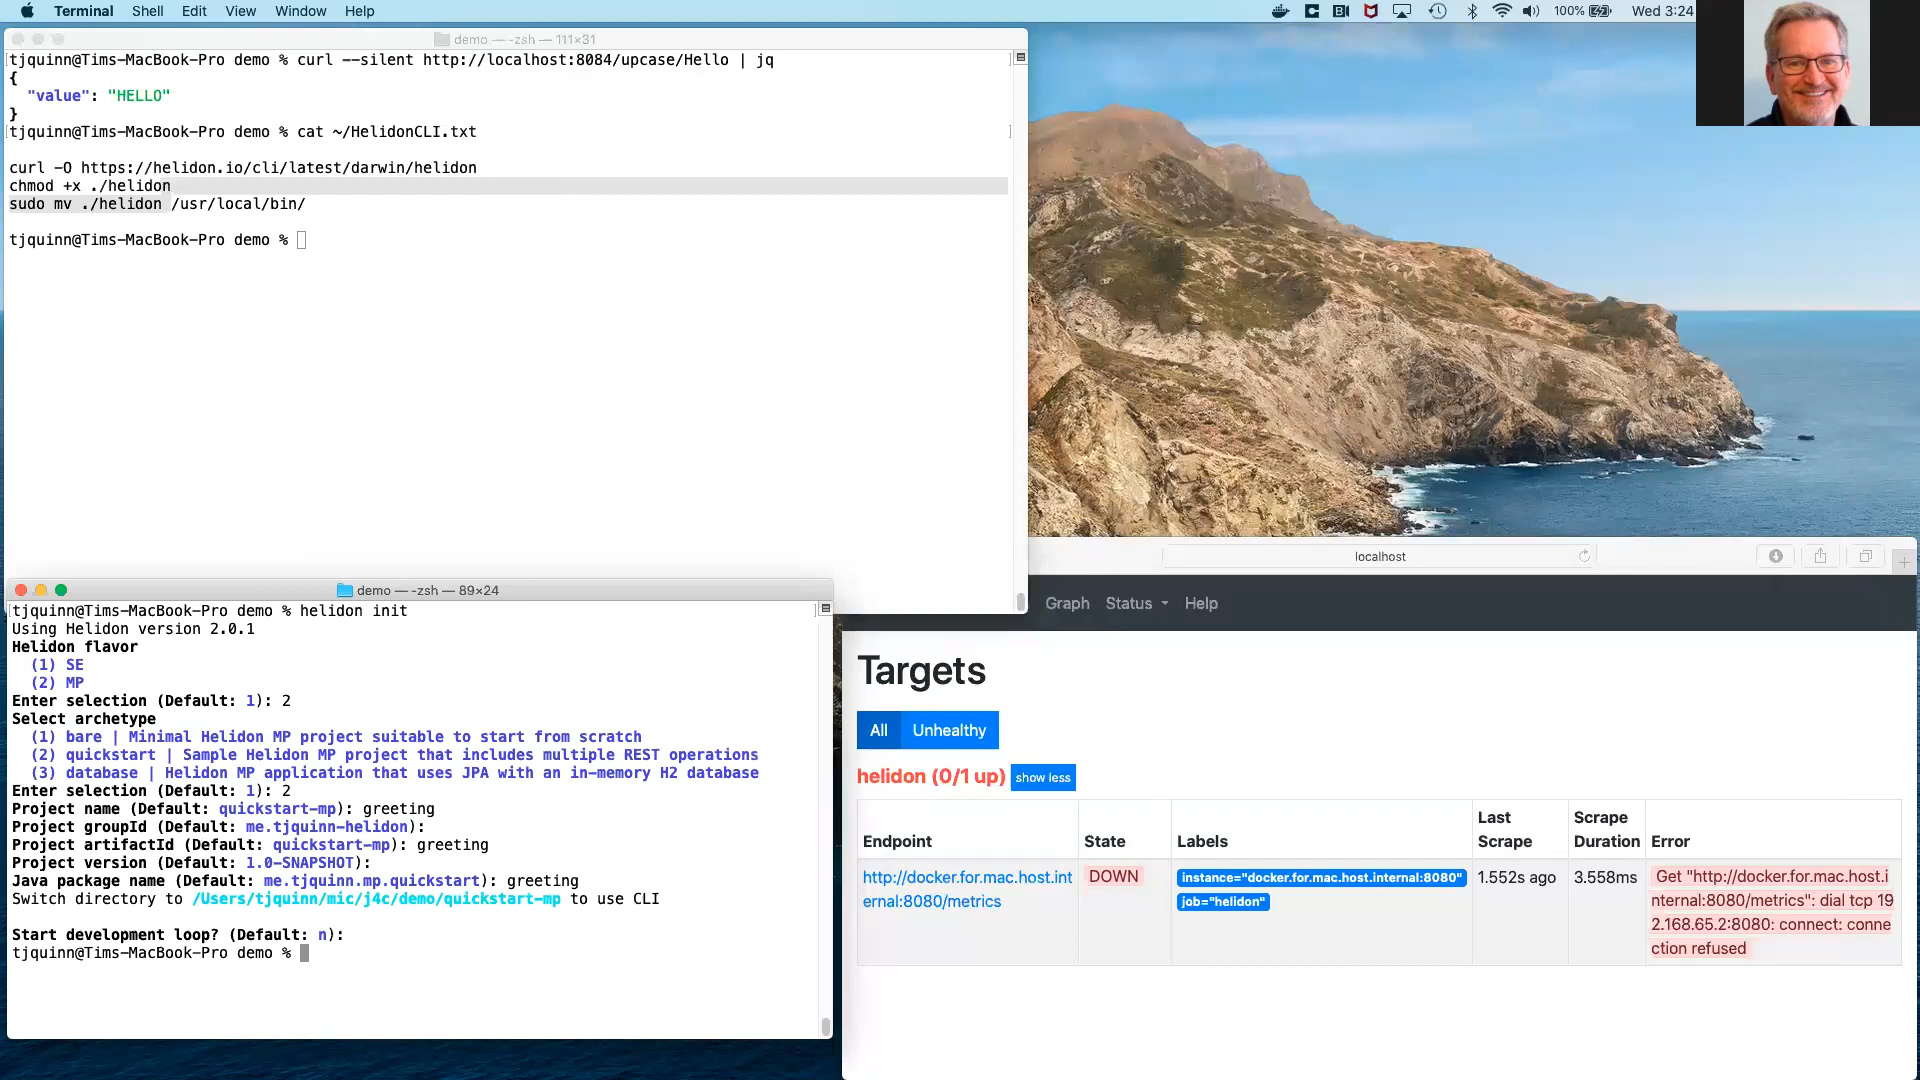 Terminal Shell Edit View Window Help 100% Wed 3:24
demo — -zsh — 111×31
tjquinn@Tims-MacBook-Pro demo % curl --silent http://localhost:8084/upcase/Hello | jq
{
"value": "HELLO"
}
tjquinn@Tims-MacBook-Pro demo % cat ~/HelidonCLI.txt
curl -O https://helidon.io/cli/latest/darwin/helidon
chmod +x ./helidon
sudo mv ./helidon /usr/local/bin/
tjquinn@Tims-MacBook-Pro demo %
demo — -zsh — 89×24
tjquinn@Tims-MacBook-Pro demo % helidon init
Using Helidon version 2.0.1
Helidon flavor
(1) SE
(2) MP
Enter selection (Default: 1): 2
Select archetype
(1) bare | Minimal Helidon MP project suitable to start from scratch
(2) quickstart | Sample Helidon MP project that includes multiple REST operations
(3) database | Helidon MP application that uses JPA with an in-memory H2 database
Enter selection (Default: 1): 2
Project name (Default: quickstart-mp): greeting
Project groupId (Default: me.tjquinn-helidon):
Project artifactId (Default: quickstart-mp): greeting
Project version (Default: 1.0-SNAPSHOT):
Java package name (Default: me.tjquinn.mp.quickstart): greeting
Switch directory to /Users/tjquinn/mic/j4c/demo/quickstart-mp to use CLI
Start development loop? (Default: n):
tjquinn@Tims-MacBook-Pro demo %
localhost
Graph Status Help
Targets
All Unhealthy
helidon (0/1 up) show less
Endpoint State Labels Last Scrape Scrape Duration Error
http://docker.for.mac.host.int
ernal:8080/metrics
DOWN
instance="docker.for.mac.host.internal:8080"
job="helidon"
1.552s ago
3.558ms
Get "http://docker.for.mac.host.i
nternal:8080/metrics": dial tcp 19
2.168.65.2:8080: connect: conne
ction refused